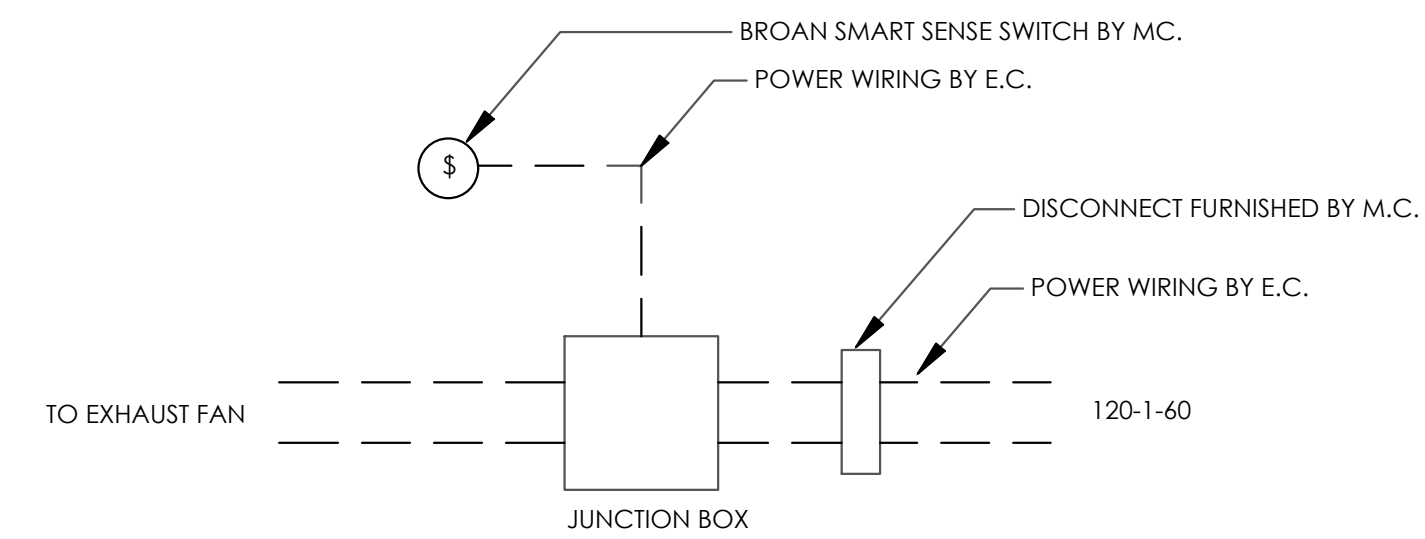 BROAN SMART SENSE SWITCH BY MC.
POWER WIRING BY E.C.
$
DISCONNECT FURNISHED BY M.C.
POWER WIRING BY E.C.
TO EXHAUST FAN
120-1-60
JUNCTION BOX